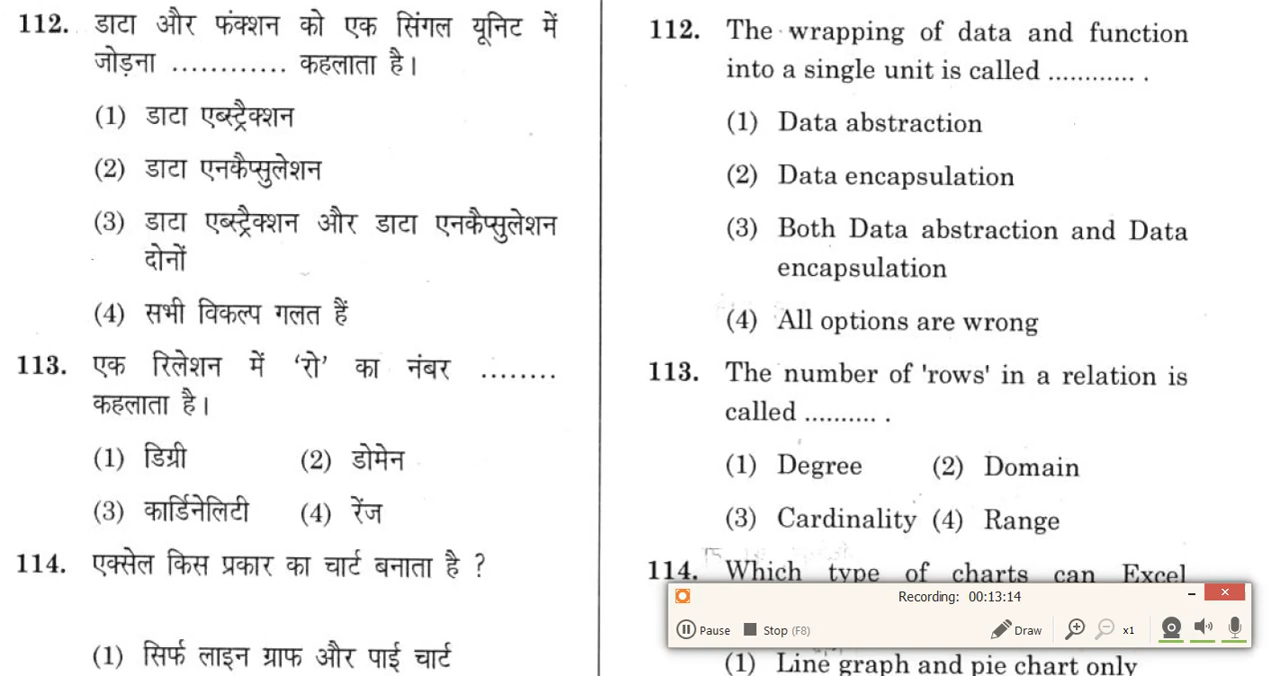 112. डाटा और फंक्शन को एक सिंगल यूनिट में
जोड़ना ............ कहलाता है।
(1) डाटा एब्स्ट्रैक्शन
(2) डाटा एनकैप्सुलेशन
(3) डाटा एब्स्ट्रैक्शन और डाटा एनकैप्सुलेशन
दोनों
(4) सभी विकल्प गलत हैं
113. एक रिलेशन में ‘रो’ का नंबर ........
कहलाता है।
(1) डिग्री (2) डोमेन
(3) कार्डिनेलिटी (4) रेंज
114. एक्सेल किस प्रकार का चार्ट बनाता है ?
(1) सिर्फ लाइन ग्राफ और पाई चार्ट
112. The wrapping of data and function
into a single unit is called ............ .
(1) Data abstraction
(2) Data encapsulation
(3) Both Data abstraction and Data
encapsulation
(4) All options are wrong
113. The number of 'rows' in a relation is
called .......... .
(1) Degree (2) Domain
(3) Cardinality (4) Range
114. Which type of charts can Excel
Recording: 00:13:14
Pause Stop (F8) Draw x1
(1) Line graph and pie chart only